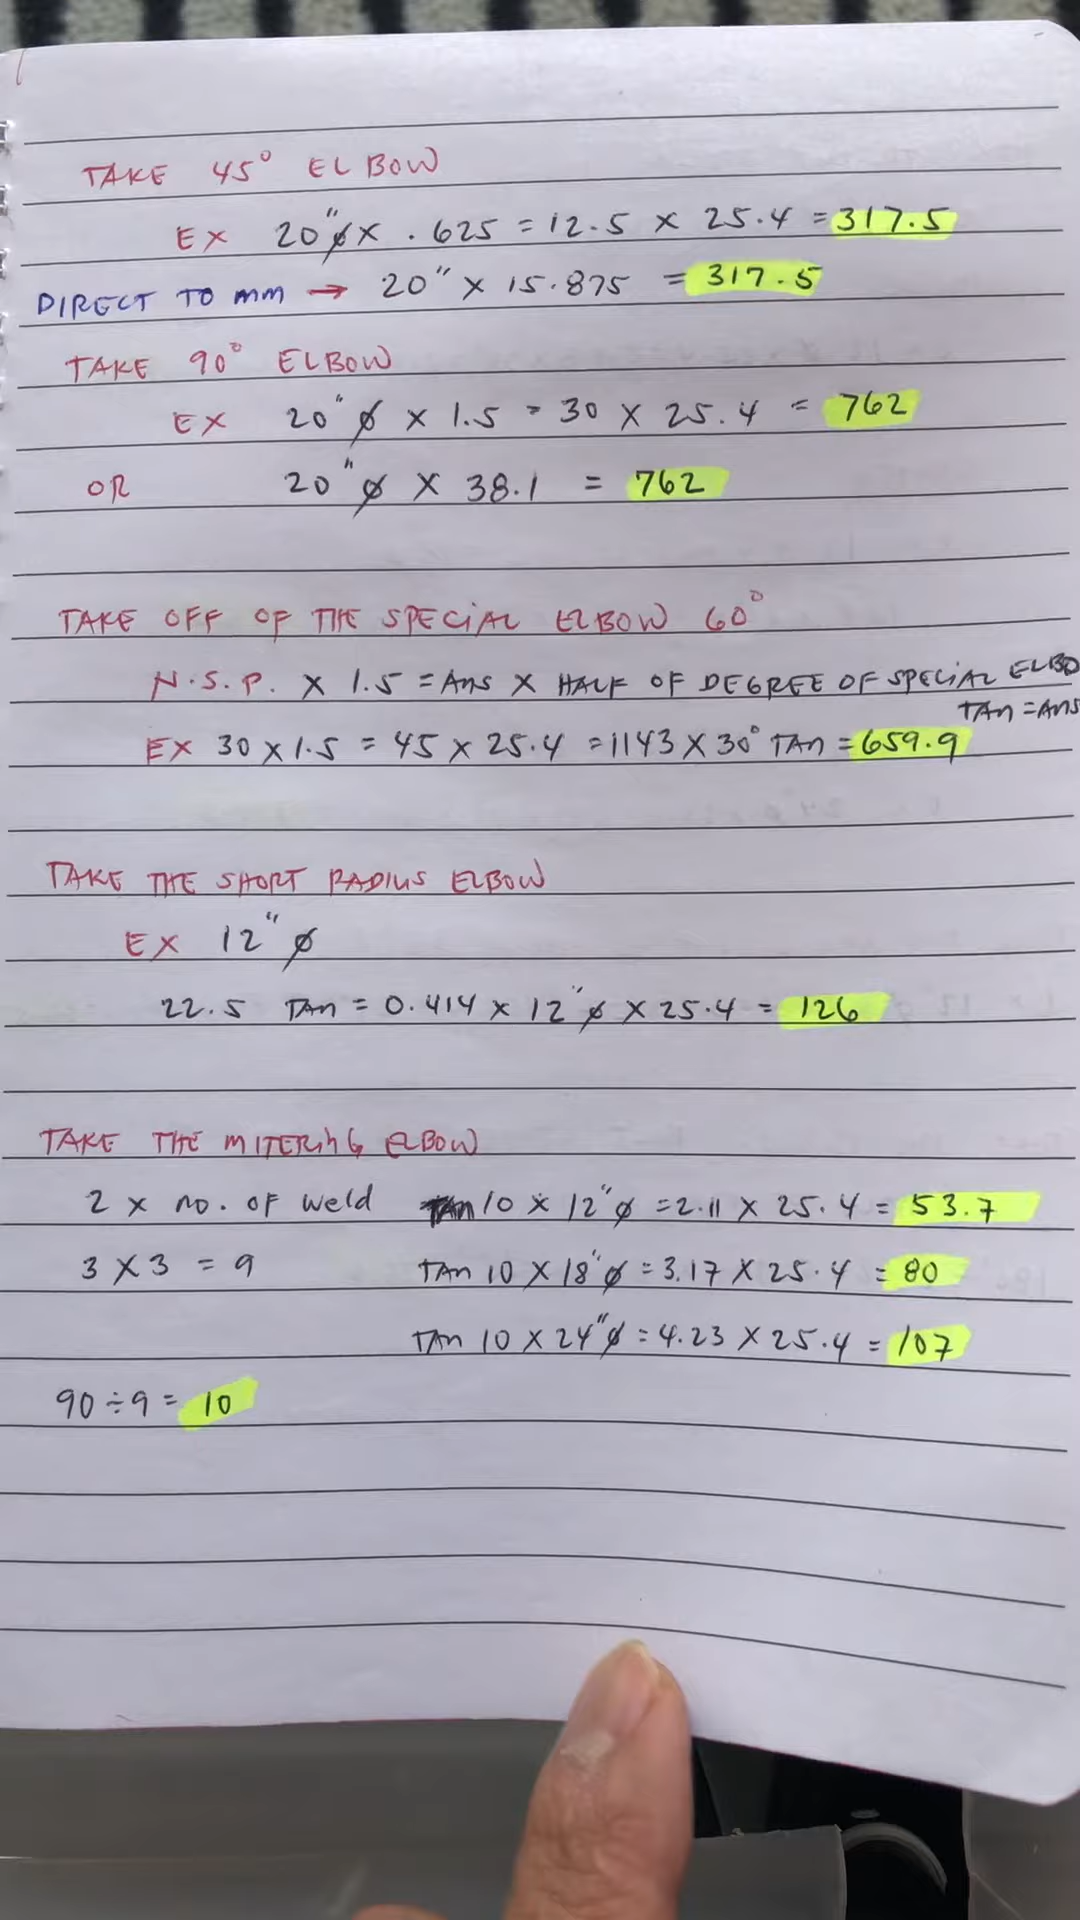 TAKE 45° ELBOW
EX 20"ø x .625 = 12.5 x 25.4 = 317.5
DIRECT TO mm → 20" x 15.875 = 317.5
TAKE 90° ELBOW
EX 20"ø x 1.5 = 30 x 25.4 = 762
OR 20"ø x 38.1 = 762
TAKE OFF OF THE SPECIAL ELBOW 60°
N.S.P. x 1.5 = Ans x HALF OF DEGREE OF SPECIAL ELBO
TAn = Ans
EX 30 x 1.5 = 45 x 25.4 = 1143 x 30° TAn = 659.9
TAKE THE SHORT RADIUS ELBOW
EX 12"ø
22.5 TAn = 0.414 x 12"ø x 25.4 = 126
TAKE THE MITERING ELBOW
2 x no. of weld TAn 10 x 12"ø = 2.11 x 25.4 = 53.7
3 x 3 = 9 TAn 10 x 18"ø = 3.17 x 25.4 = 80
TAn 10 x 24"ø = 4.23 x 25.4 = 107
90 ÷ 9 = 10